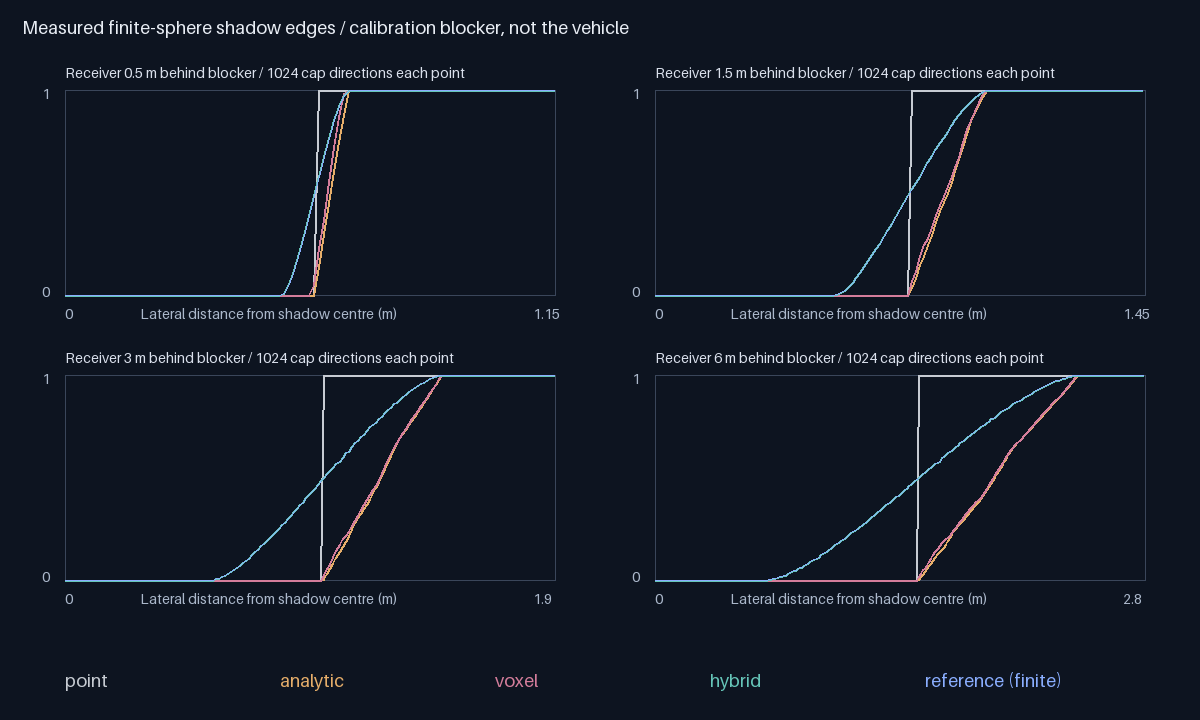 Measured finite-sphere shadow edges / calibration blocker, not the vehicle
Receiver 0.5 m behind blocker / 1024 cap directions each point
1
0
0 Lateral distance from shadow centre (m) 1.15
Receiver 1.5 m behind blocker / 1024 cap directions each point
1
0
0 Lateral distance from shadow centre (m) 1.45
Receiver 3 m behind blocker / 1024 cap directions each point
1
0
0 Lateral distance from shadow centre (m) 1.9
Receiver 6 m behind blocker / 1024 cap directions each point
1
0
0 Lateral distance from shadow centre (m) 2.8
point analytic voxel hybrid reference (finite)